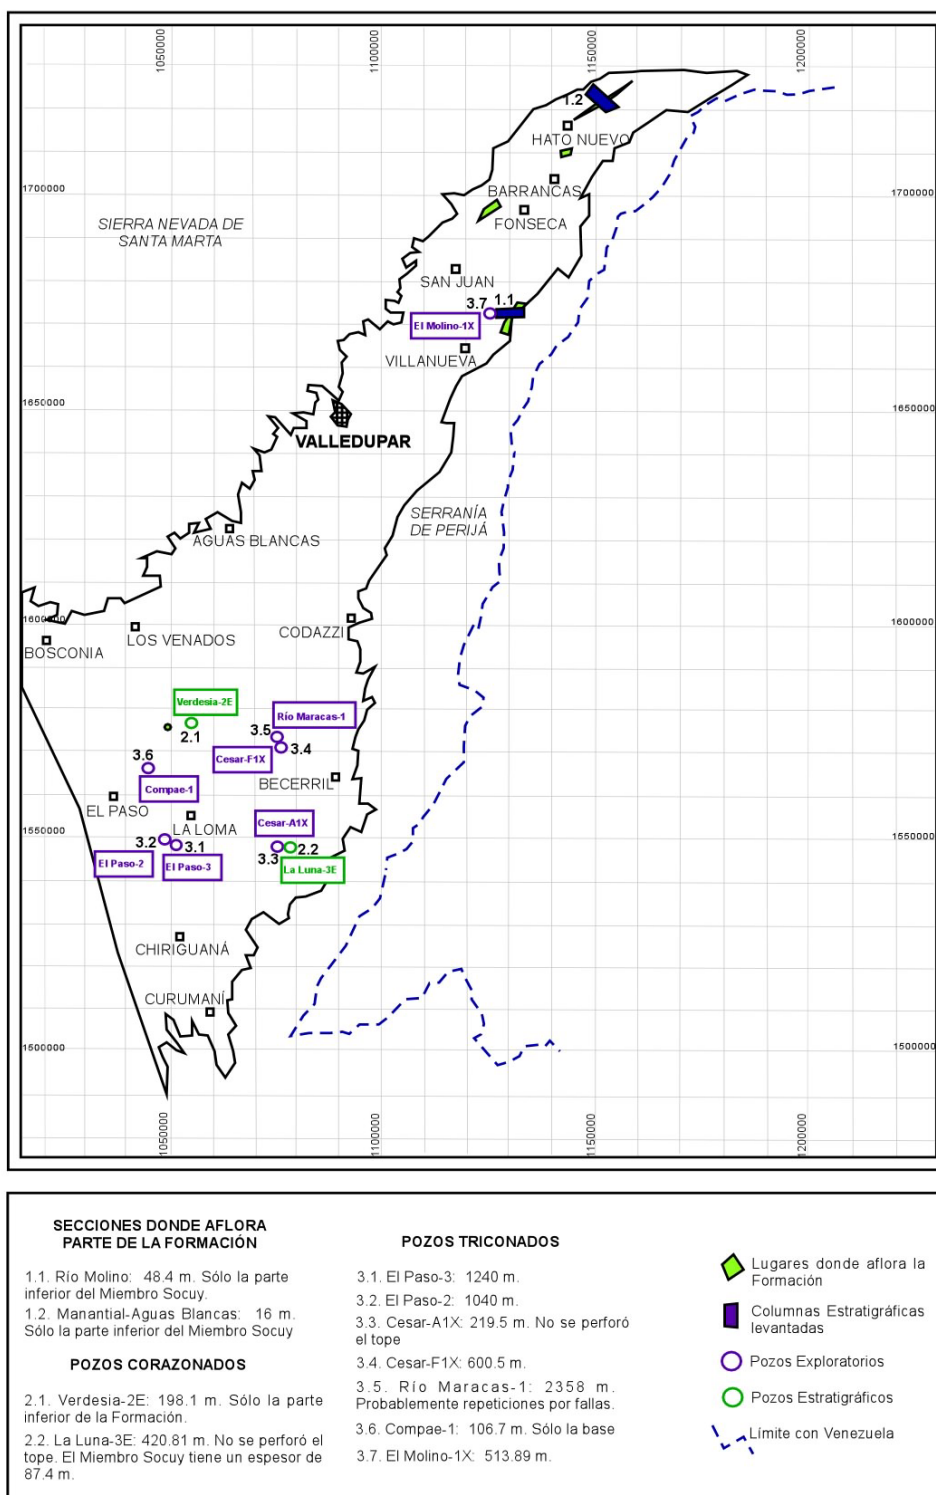 1050000
1100000
1150000
1200000
1.2
HATO NUEVO
BARRANCAS
1700000
1700000
FONSECA
SIERRA NEVADA DE
SANTA MARTA
SAN JUAN
3.7
1.1
El Molino-1X
VILLANUEVA
1650000
1650000
VALLEDUPAR
SERRANÍA
DE PERIJÁ
AGUAS BLANCAS
1600000
1600000
CODAZZI
LOS VENADOS
BOSCONIA
Verdesia-2E
Río Maracas-1
2.1
3.5
3.4
3.6
Cesar-F1X
BECERRIL
Compae-1
EL PASO
Cesar-A1X
LA LOMA
1550000
1550000
3.2
3.1
3.3
2.2
El Paso-2
El Paso-3
La Luna-3E
CHIRIGUANÁ
CURUMANÍ
1500000
1500000
1050000
1100000
1150000
1200000
SECCIONES DONDE AFLORA
PARTE DE LA FORMACIÓN
1.1. Río Molino: 48.4 m. Sólo la parte
inferior del Miembro Socuy.
1.2. Manantial-Aguas Blancas: 16 m.
Sólo la parte inferior del Miembro Socuy
POZOS CORAZONADOS
2.1. Verdesia-2E: 198.1 m. Sólo la parte
inferior de la Formación.
2.2. La Luna-3E: 420.81 m. No se perforó el
tope. El Miembro Socuy tiene un espesor de
87.4 m.
POZOS TRICONADOS
3.1. El Paso-3: 1240 m.
3.2. El Paso-2: 1040 m.
3.3. Cesar-A1X: 219.5 m. No se perforó
el tope
3.4. Cesar-F1X: 600.5 m.
3.5. Río Maracas-1: 2358 m.
Probablemente repeticiones por fallas.
3.6. Compae-1: 106.7 m. Sólo la base
3.7. El Molino-1X: 513.89 m.
Lugares donde aflora la
Formación
Columnas Estratigráficas
levantadas
Pozos Exploratorios
Pozos Estratigráficos
Límite con Venezuela